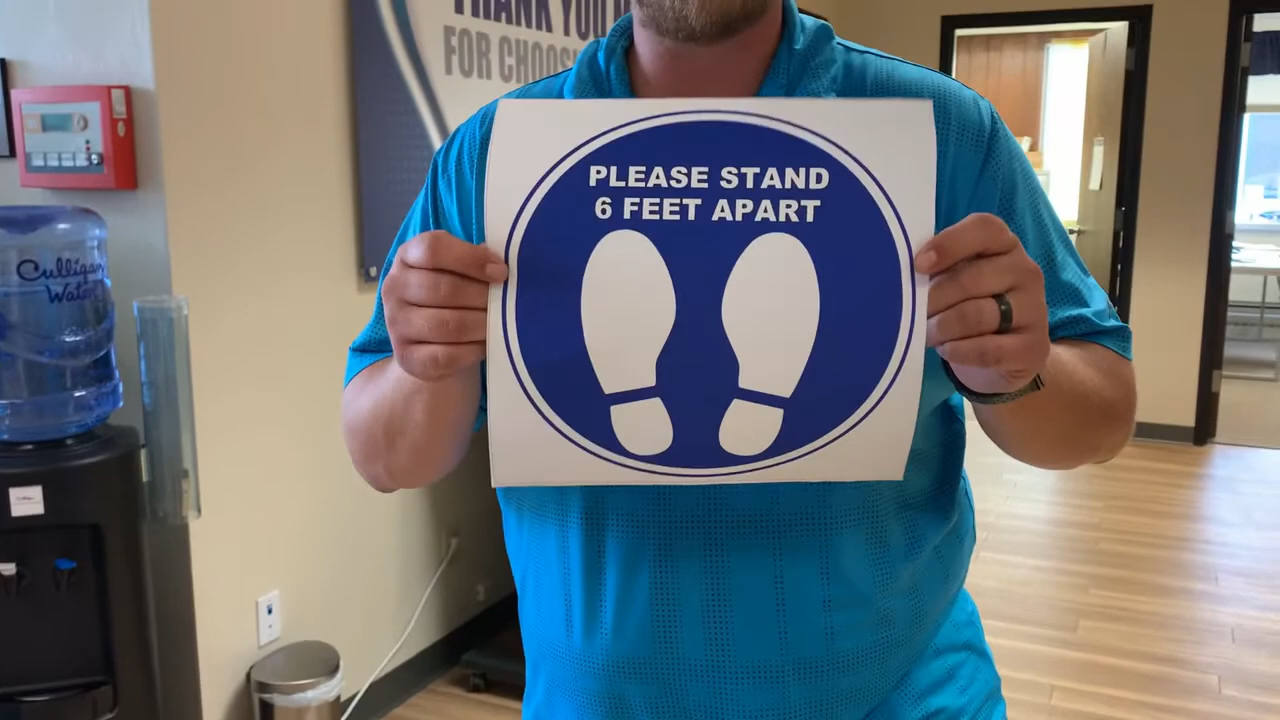 THANK YOU
FOR CHOOS
Culligan
Water
PLEASE STAND
6 FEET APART